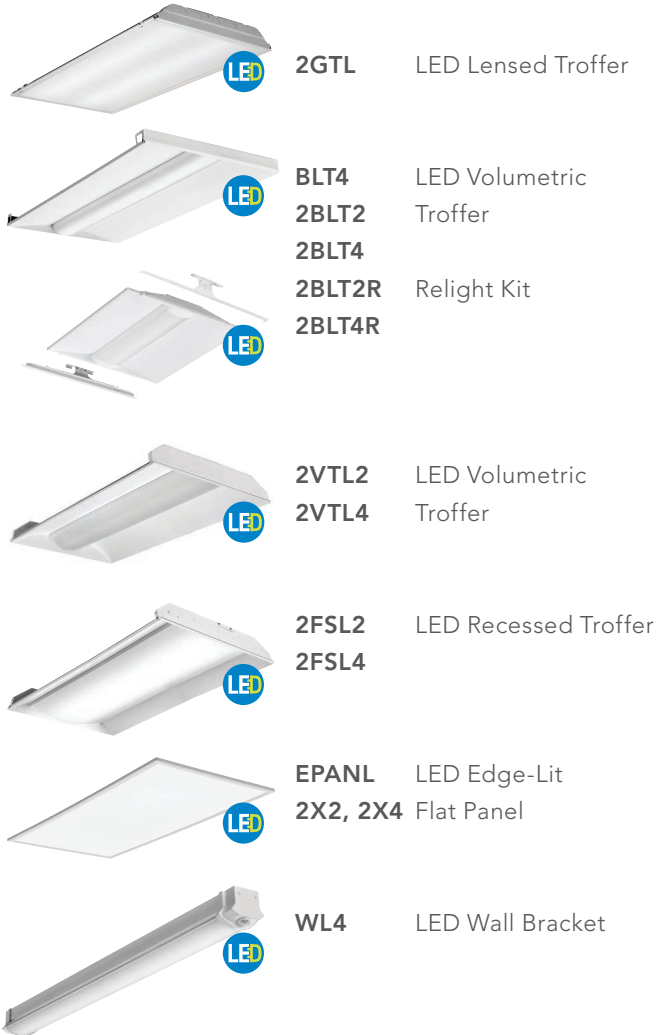 LED
2GTL LED Lensed Troffer
LED
BLT4 LED Volumetric
2BLT2 Troffer
2BLT4
2BLT2R Relight Kit
2BLT4R
LED
2VTL2 LED Volumetric
2VTL4 Troffer
LED
2FSL2 LED Recessed Troffer
2FSL4
LED
EPANL LED Edge-Lit
2X2, 2X4 Flat Panel
LED
WL4 LED Wall Bracket
LED